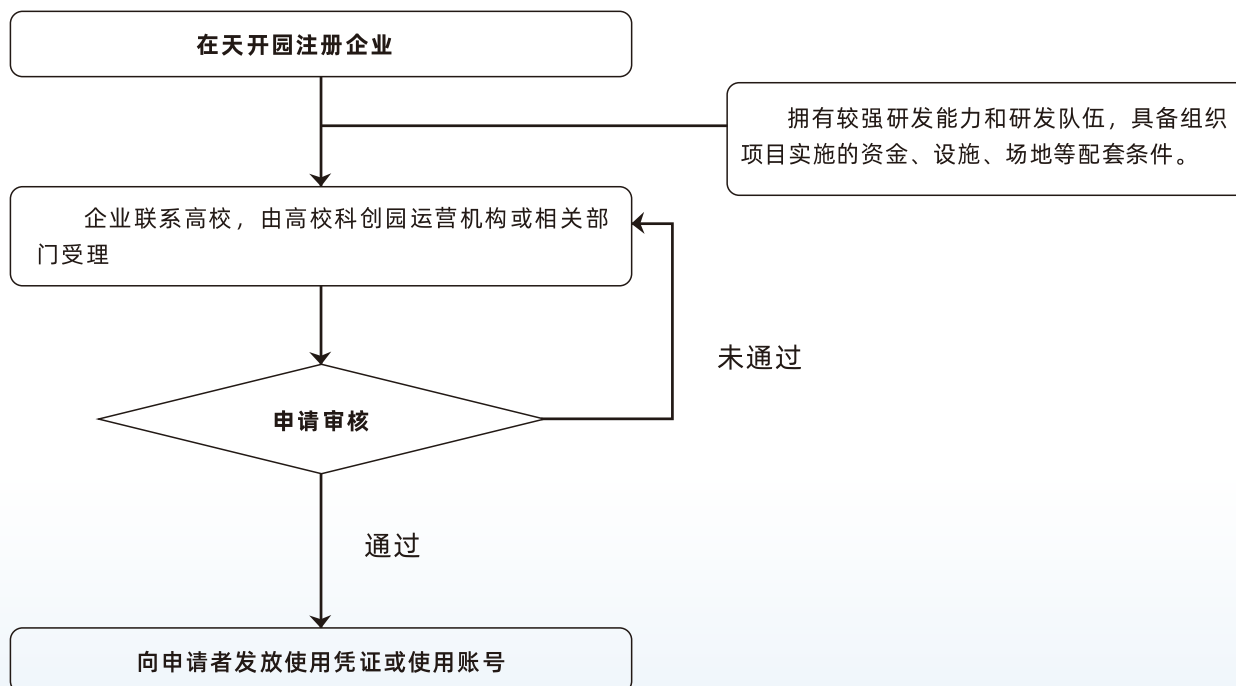 在天开园注册企业
拥有较强研发能力和研发队伍，具备组织
项目实施的资金、设施、场地等配套条件。
企业联系高校，由高校科创园运营机构或相关部
门受理
未通过
申请审核
通过
向申请者发放使用凭证或使用账号